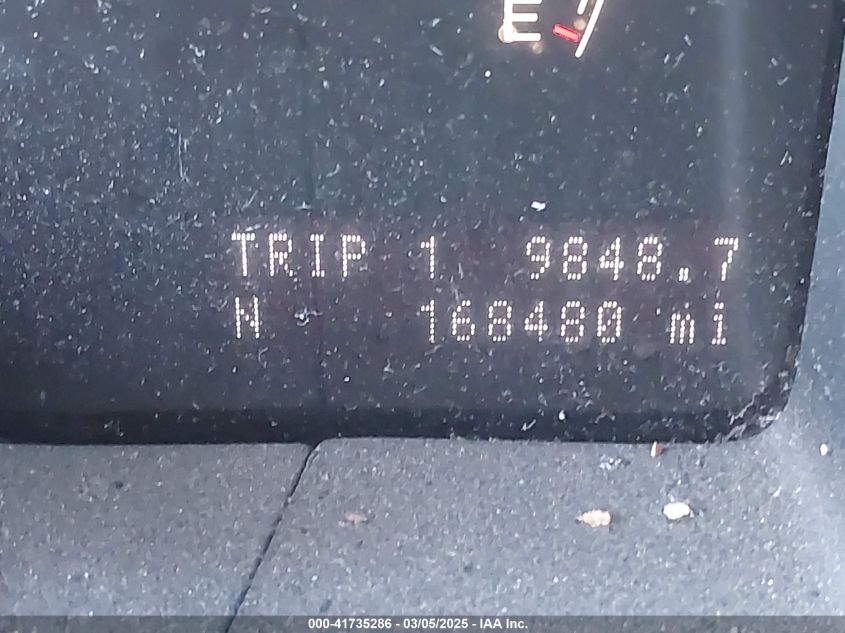 E
TRIP 1 9848.7
N 168480 mi
000-41735286 - 03/05/2025 - IAA Inc.